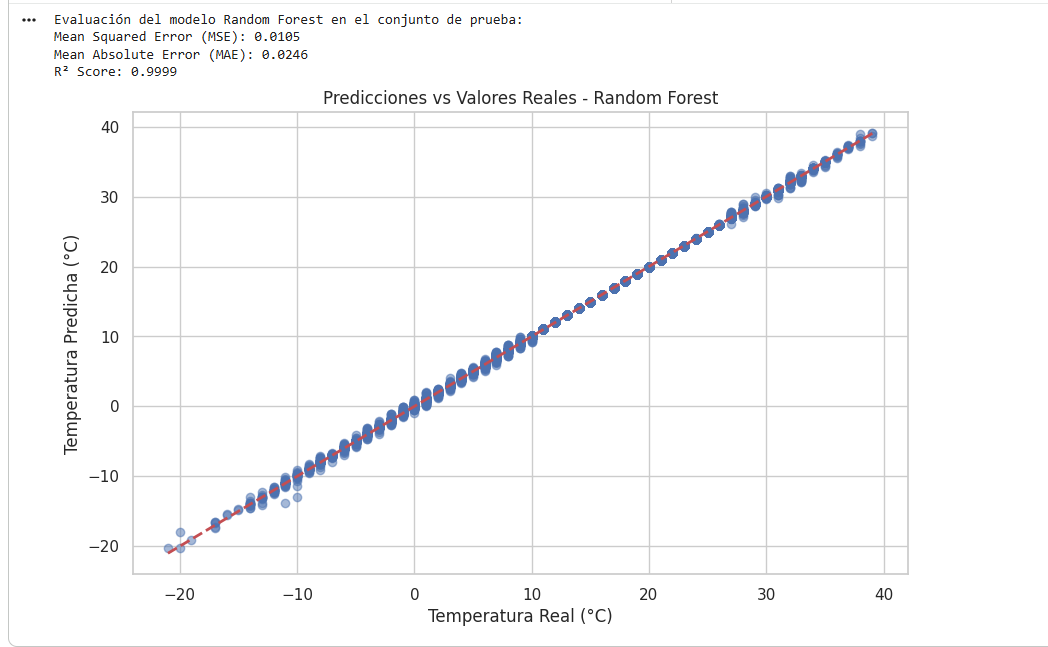 ••• Evaluación del modelo Random Forest en el conjunto de prueba:
Mean Squared Error (MSE): 0.0105
Mean Absolute Error (MAE): 0.0246
R² Score: 0.9999
Predicciones vs Valores Reales - Random Forest
40
30
20
10
0
−10
−20
Temperatura Predicha (°C)
−20 −10 0 10 20 30 40
Temperatura Real (°C)